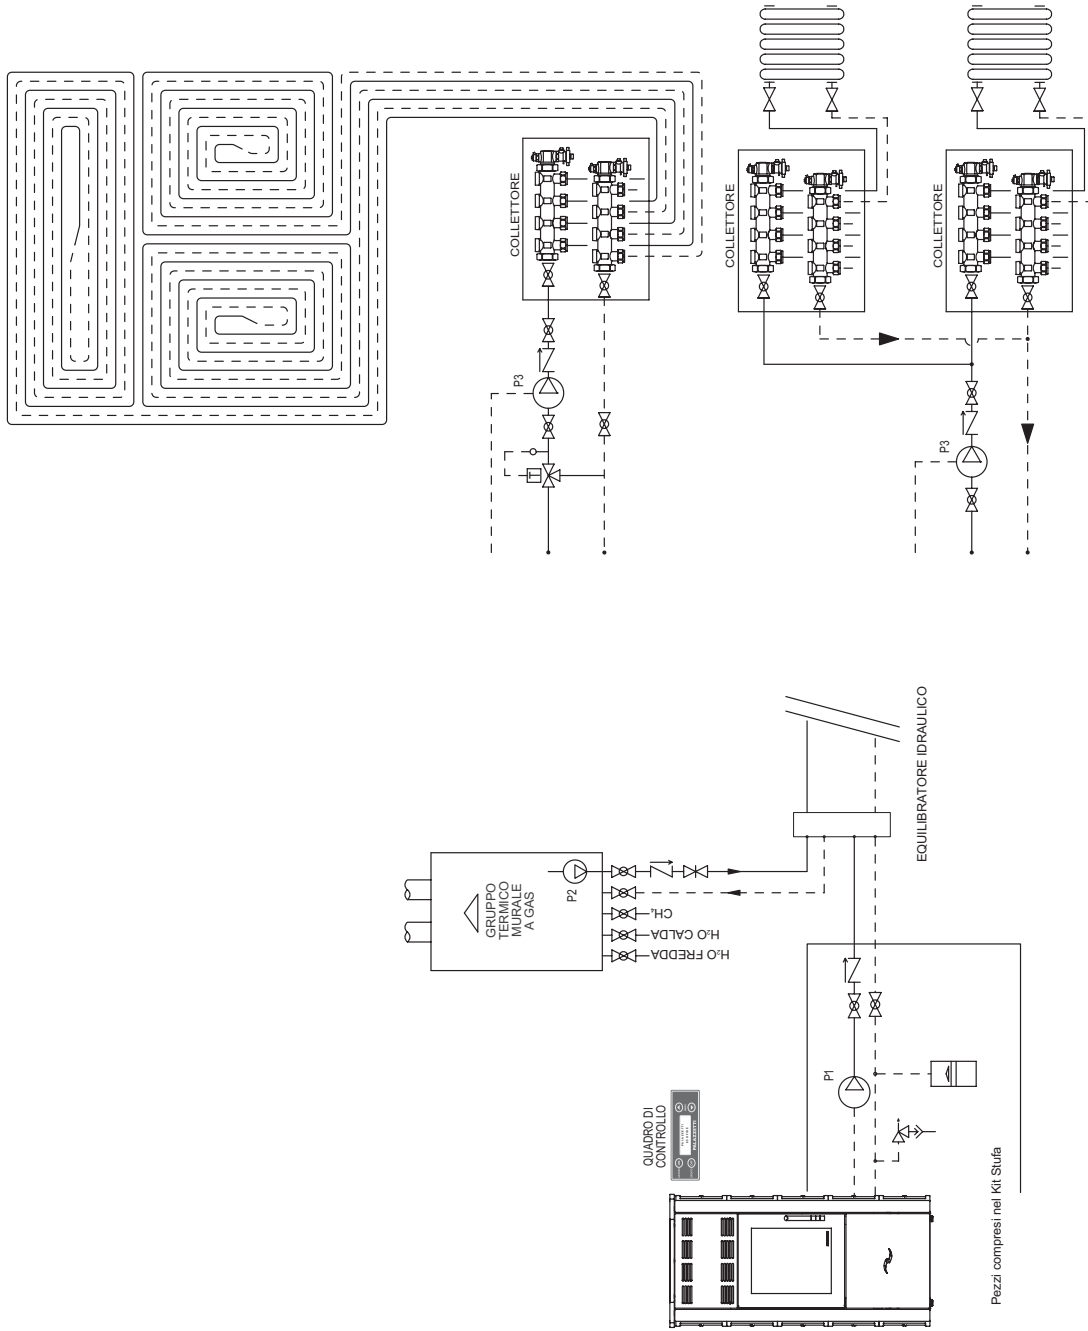 COLLETTORE
COLLETTORE
COLLETTORE
P3
T
P3
EQUILIBRATORE IDRAULICO
GRUPPO
TERMICO
MURALE
A GAS
P2
CH₄
H²O CALDA
H²O FREDDA
P1
QUADRO DI
CONTROLLO
Pezzi compresi nel Kit Stufa